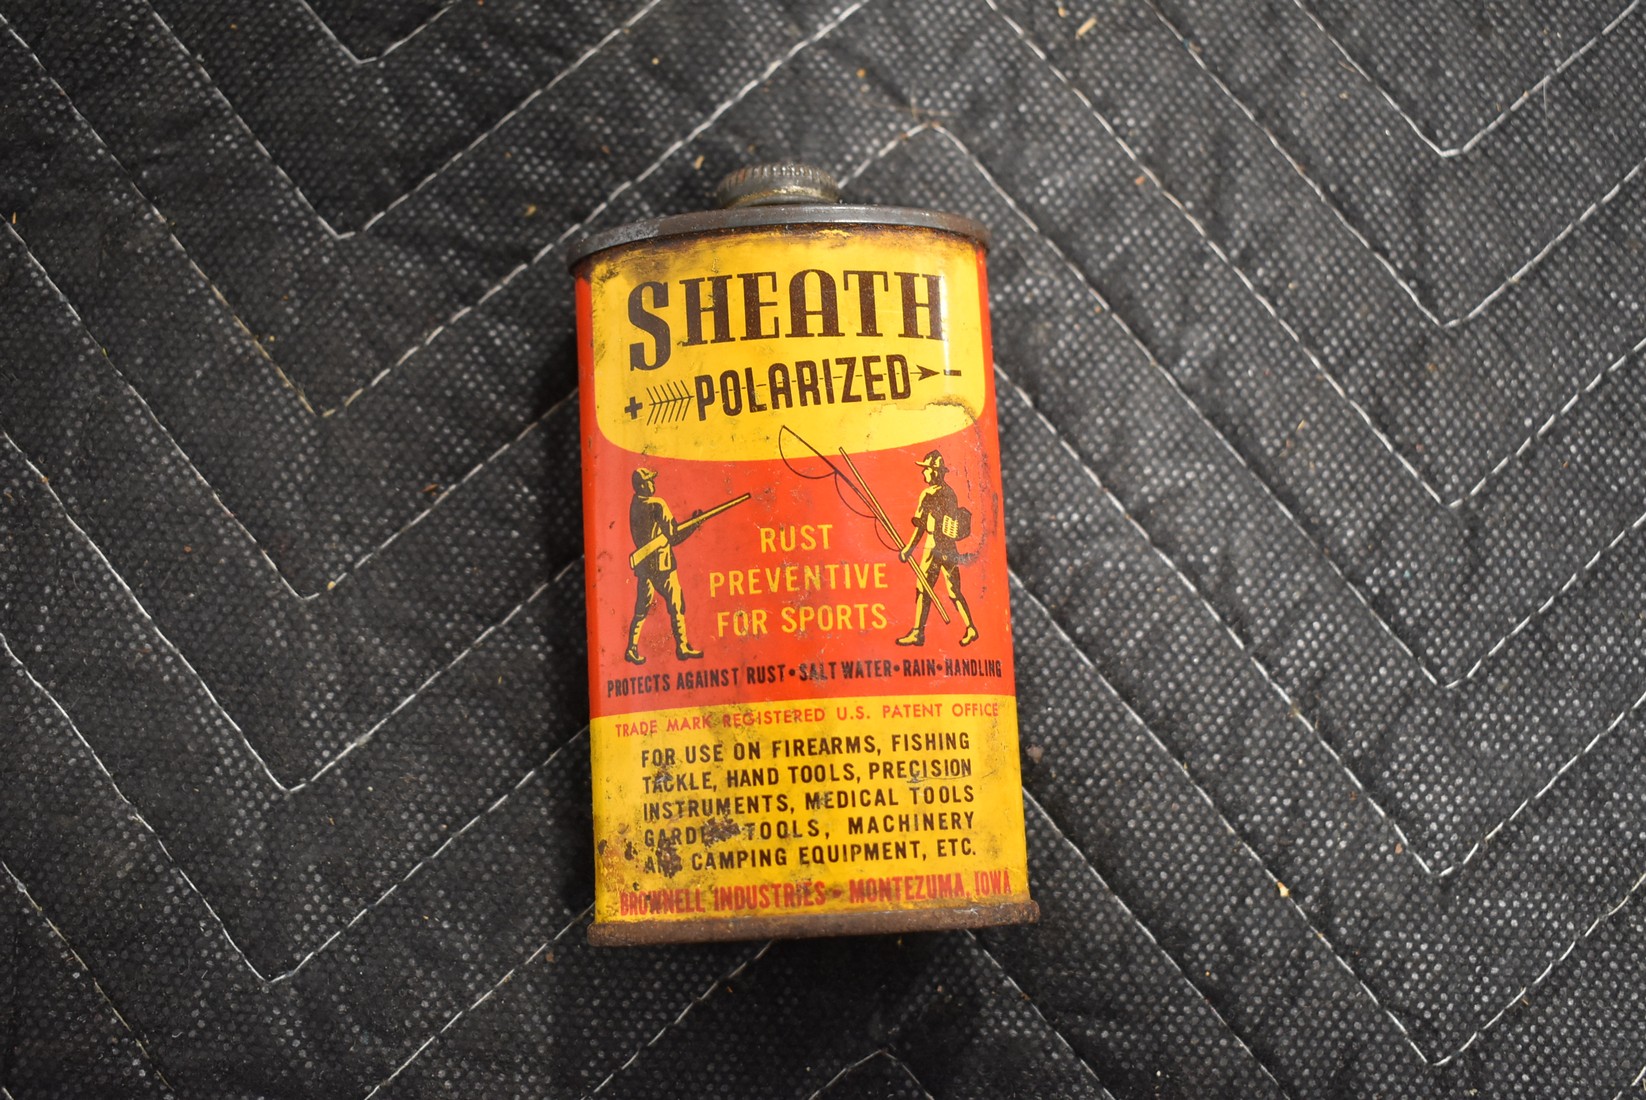 SHEATH
+ POLARIZED -
RUST
PREVENTIVE
FOR SPORTS
PROTECTS AGAINST RUST • SALT WATER • RAIN • HANDLING
TRADE MARK REGISTERED U.S. PATENT OFFICE
FOR USE ON FIREARMS, FISHING
TACKLE, HAND TOOLS, PRECISION
INSTRUMENTS, MEDICAL TOOLS
GARDEN TOOLS, MACHINERY
AND CAMPING EQUIPMENT, ETC.
BROWNELL INDUSTRIES - MONTEZUMA, IOWA